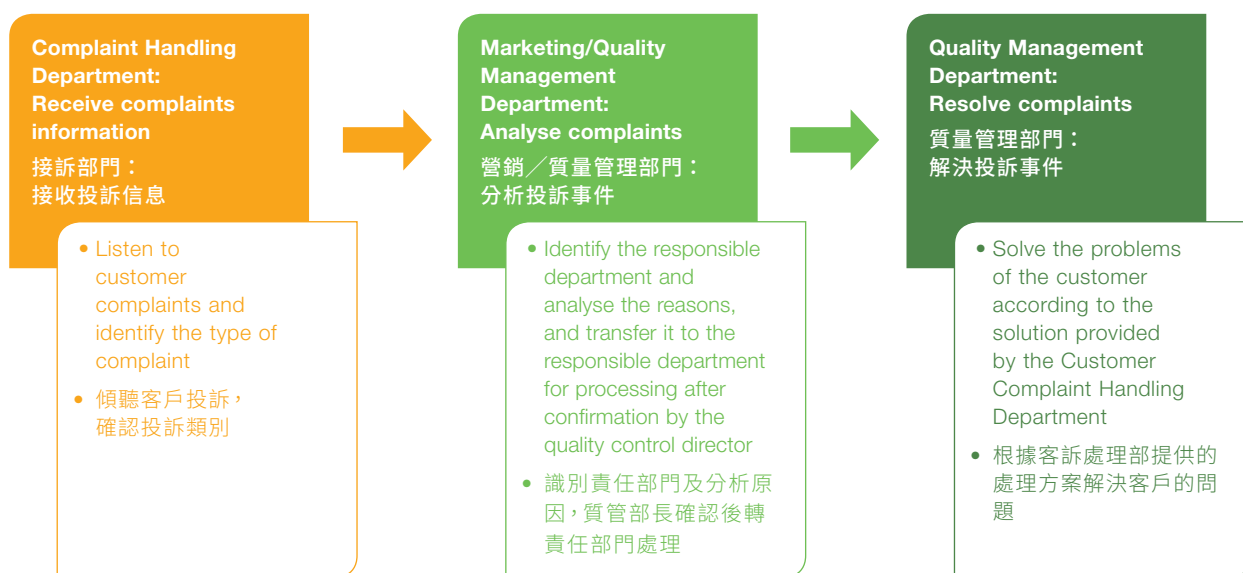 Complaint Handling
Department:
Receive complaints
information
接訴部門：
接收投訴信息
• Listen to
customer
complaints and
identify the type of
complaint
• 傾聽客戶投訴，
確認投訴類別
Marketing/Quality
Management
Department:
Analyse complaints
營銷／質量管理部門：
分析投訴事件
• Identify the responsible
department and
analyse the reasons,
and transfer it to the
responsible department
for processing after
confirmation by the
quality control director
• 識別責任部門及分析原
因，質管部長確認後轉
責任部門處理
Quality Management
Department:
Resolve complaints
質量管理部門：
解決投訴事件
• Solve the problems
of the customer
according to the
solution provided
by the Customer
Complaint Handling
Department
• 根據客訴處理部提供的
處理方案解決客戶的問
題